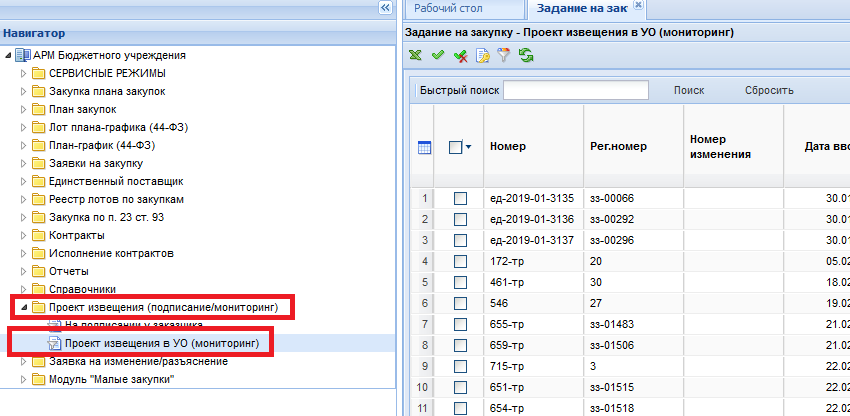 Навигатор
АРМ Бюджетного учреждения
СЕРВИСНЫЕ РЕЖИМЫ
Закупка плана закупок
План закупок
Лот плана-графика (44-ФЗ)
План-график (44-ФЗ)
Заявки на закупку
Единственный поставщик
Реестр лотов по закупкам
Закупка по п. 23 ст. 93
Контракты
Исполнение контрактов
Отчеты
Справочники
Проект извещения (подписание/мониторинг)
На подписании у заказчика
Проект извещения в УО (мониторинг)
Заявка на изменение/разъяснение
Модуль "Малые закупки"
Рабочий стол Задание на зак
Задание на закупку - Проект извещения в УО (мониторинг)
Быстрый поиск Поиск Сбросить
Номер Рег.номер Номер изменения Дата вво
1 ед-2019-01-3135 зз-00066 30.01
2 ед-2019-01-3136 зз-00292 30.01
3 ед-2019-01-3137 зз-00296 30.01
4 172-тр 20 05.02
5 461-тр 30 18.02
6 546 27 19.02
7 655-тр зз-01483 21.02
8 659-тр зз-01506 21.02
9 715-тр 3 22.02
10 651-тр зз-01515 22.02
11 654-тр зз-01518 22.02